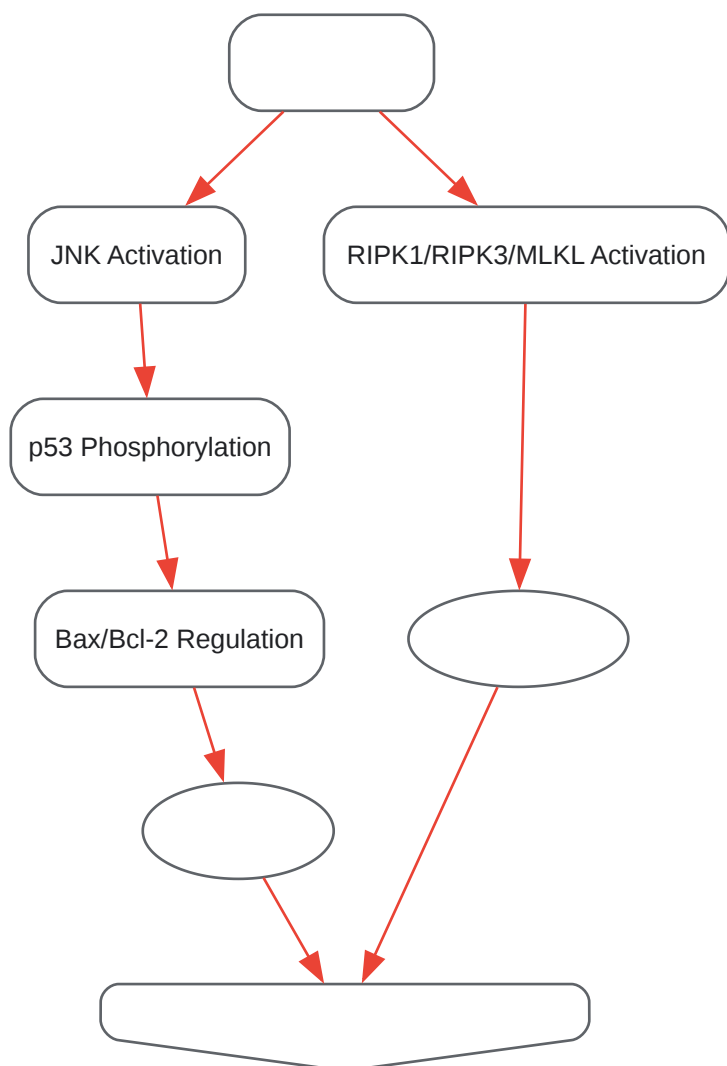 JNK Activation
RIPK1/RIPK3/MLKL Activation
p53 Phosphorylation
Bax/Bcl-2 Regulation